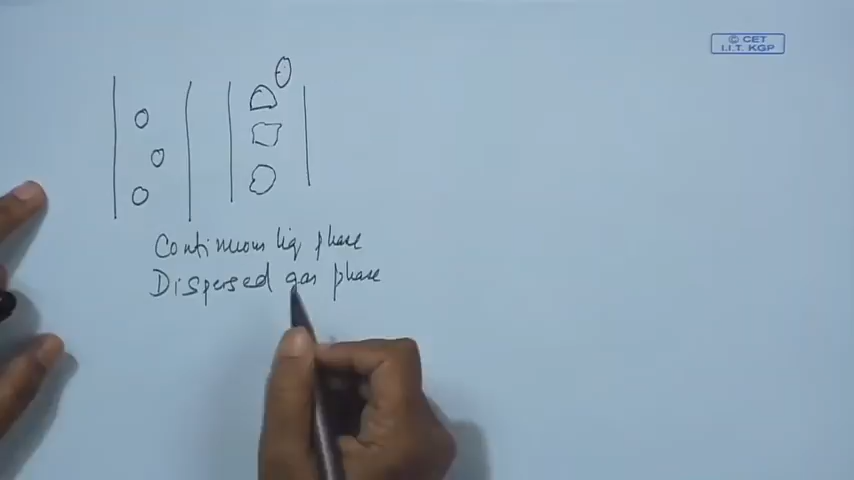 © CET
I.I.T. KGP
Continuous liq phase
Dispersed gas phase